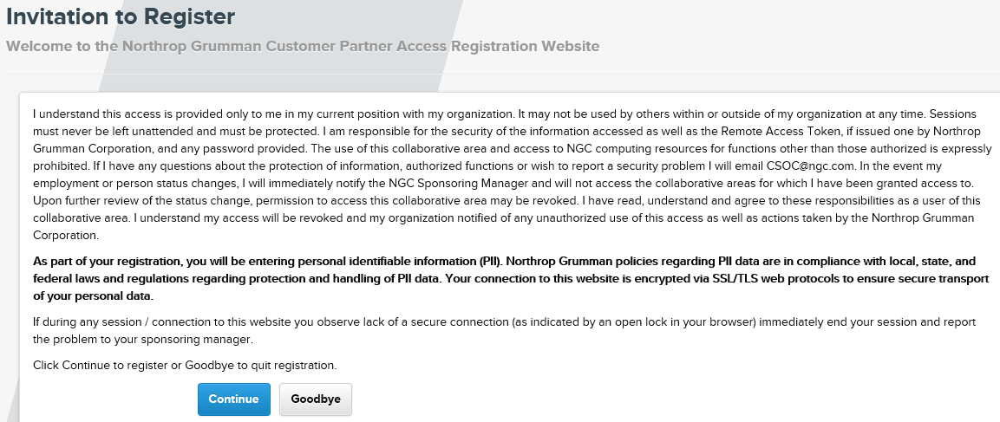 Invitation to Register
Welcome to the Northrop Grumman Customer Partner Access Registration Website
I understand this access is provided only to me in my current position with my organization. It may not be used by others within or outside of my organization at any time. Sessions
must never be left unattended and must be protected. I am responsible for the security of the information accessed as well as the Remote Access Token, if issued one by Northrop
Grumman Corporation, and any password provided. The use of this collaborative area and access to NGC computing resources for functions other than those authorized is expressly
prohibited. If I have any questions about the protection of information, authorized functions or wish to report a security problem I will email CSOC@ngc.com. In the event my
employment or person status changes, I will immediately notify the NGC Sponsoring Manager and will not access the collaborative areas for which I have been granted access to.
Upon further review of the status change, permission to access this collaborative area may be revoked. I have read, understand and agree to these responsibilities as a user of this
collaborative area. I understand my access will be revoked and my organization notified of any unauthorized use of this access as well as actions taken by the Northrop Grumman
Corporation.
As part of your registration, you will be entering personal identifiable information (PII). Northrop Grumman policies regarding PII data are in compliance with local, state, and
federal laws and regulations regarding protection and handling of PII data. Your connection to this website is encrypted via SSL/TLS web protocols to ensure secure transport
of your personal data.
If during any session / connection to this website you observe lack of a secure connection (as indicated by an open lock in your browser) immediately end your session and report
the problem to your sponsoring manager.
Click Continue to register or Goodbye to quit registration.
Continue Goodbye